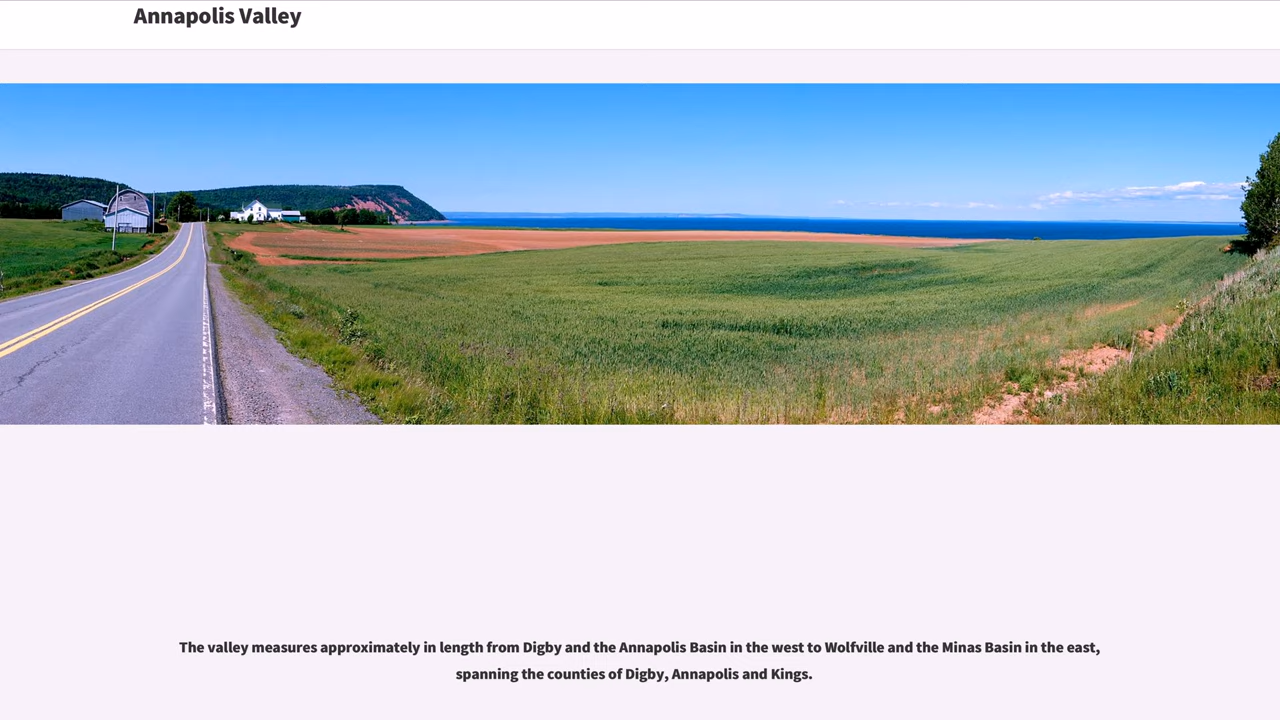 Annapolis Valley
The valley measures approximately in length from Digby and the Annapolis Basin in the west to Wolfville and the Minas Basin in the east,
spanning the counties of Digby, Annapolis and Kings.